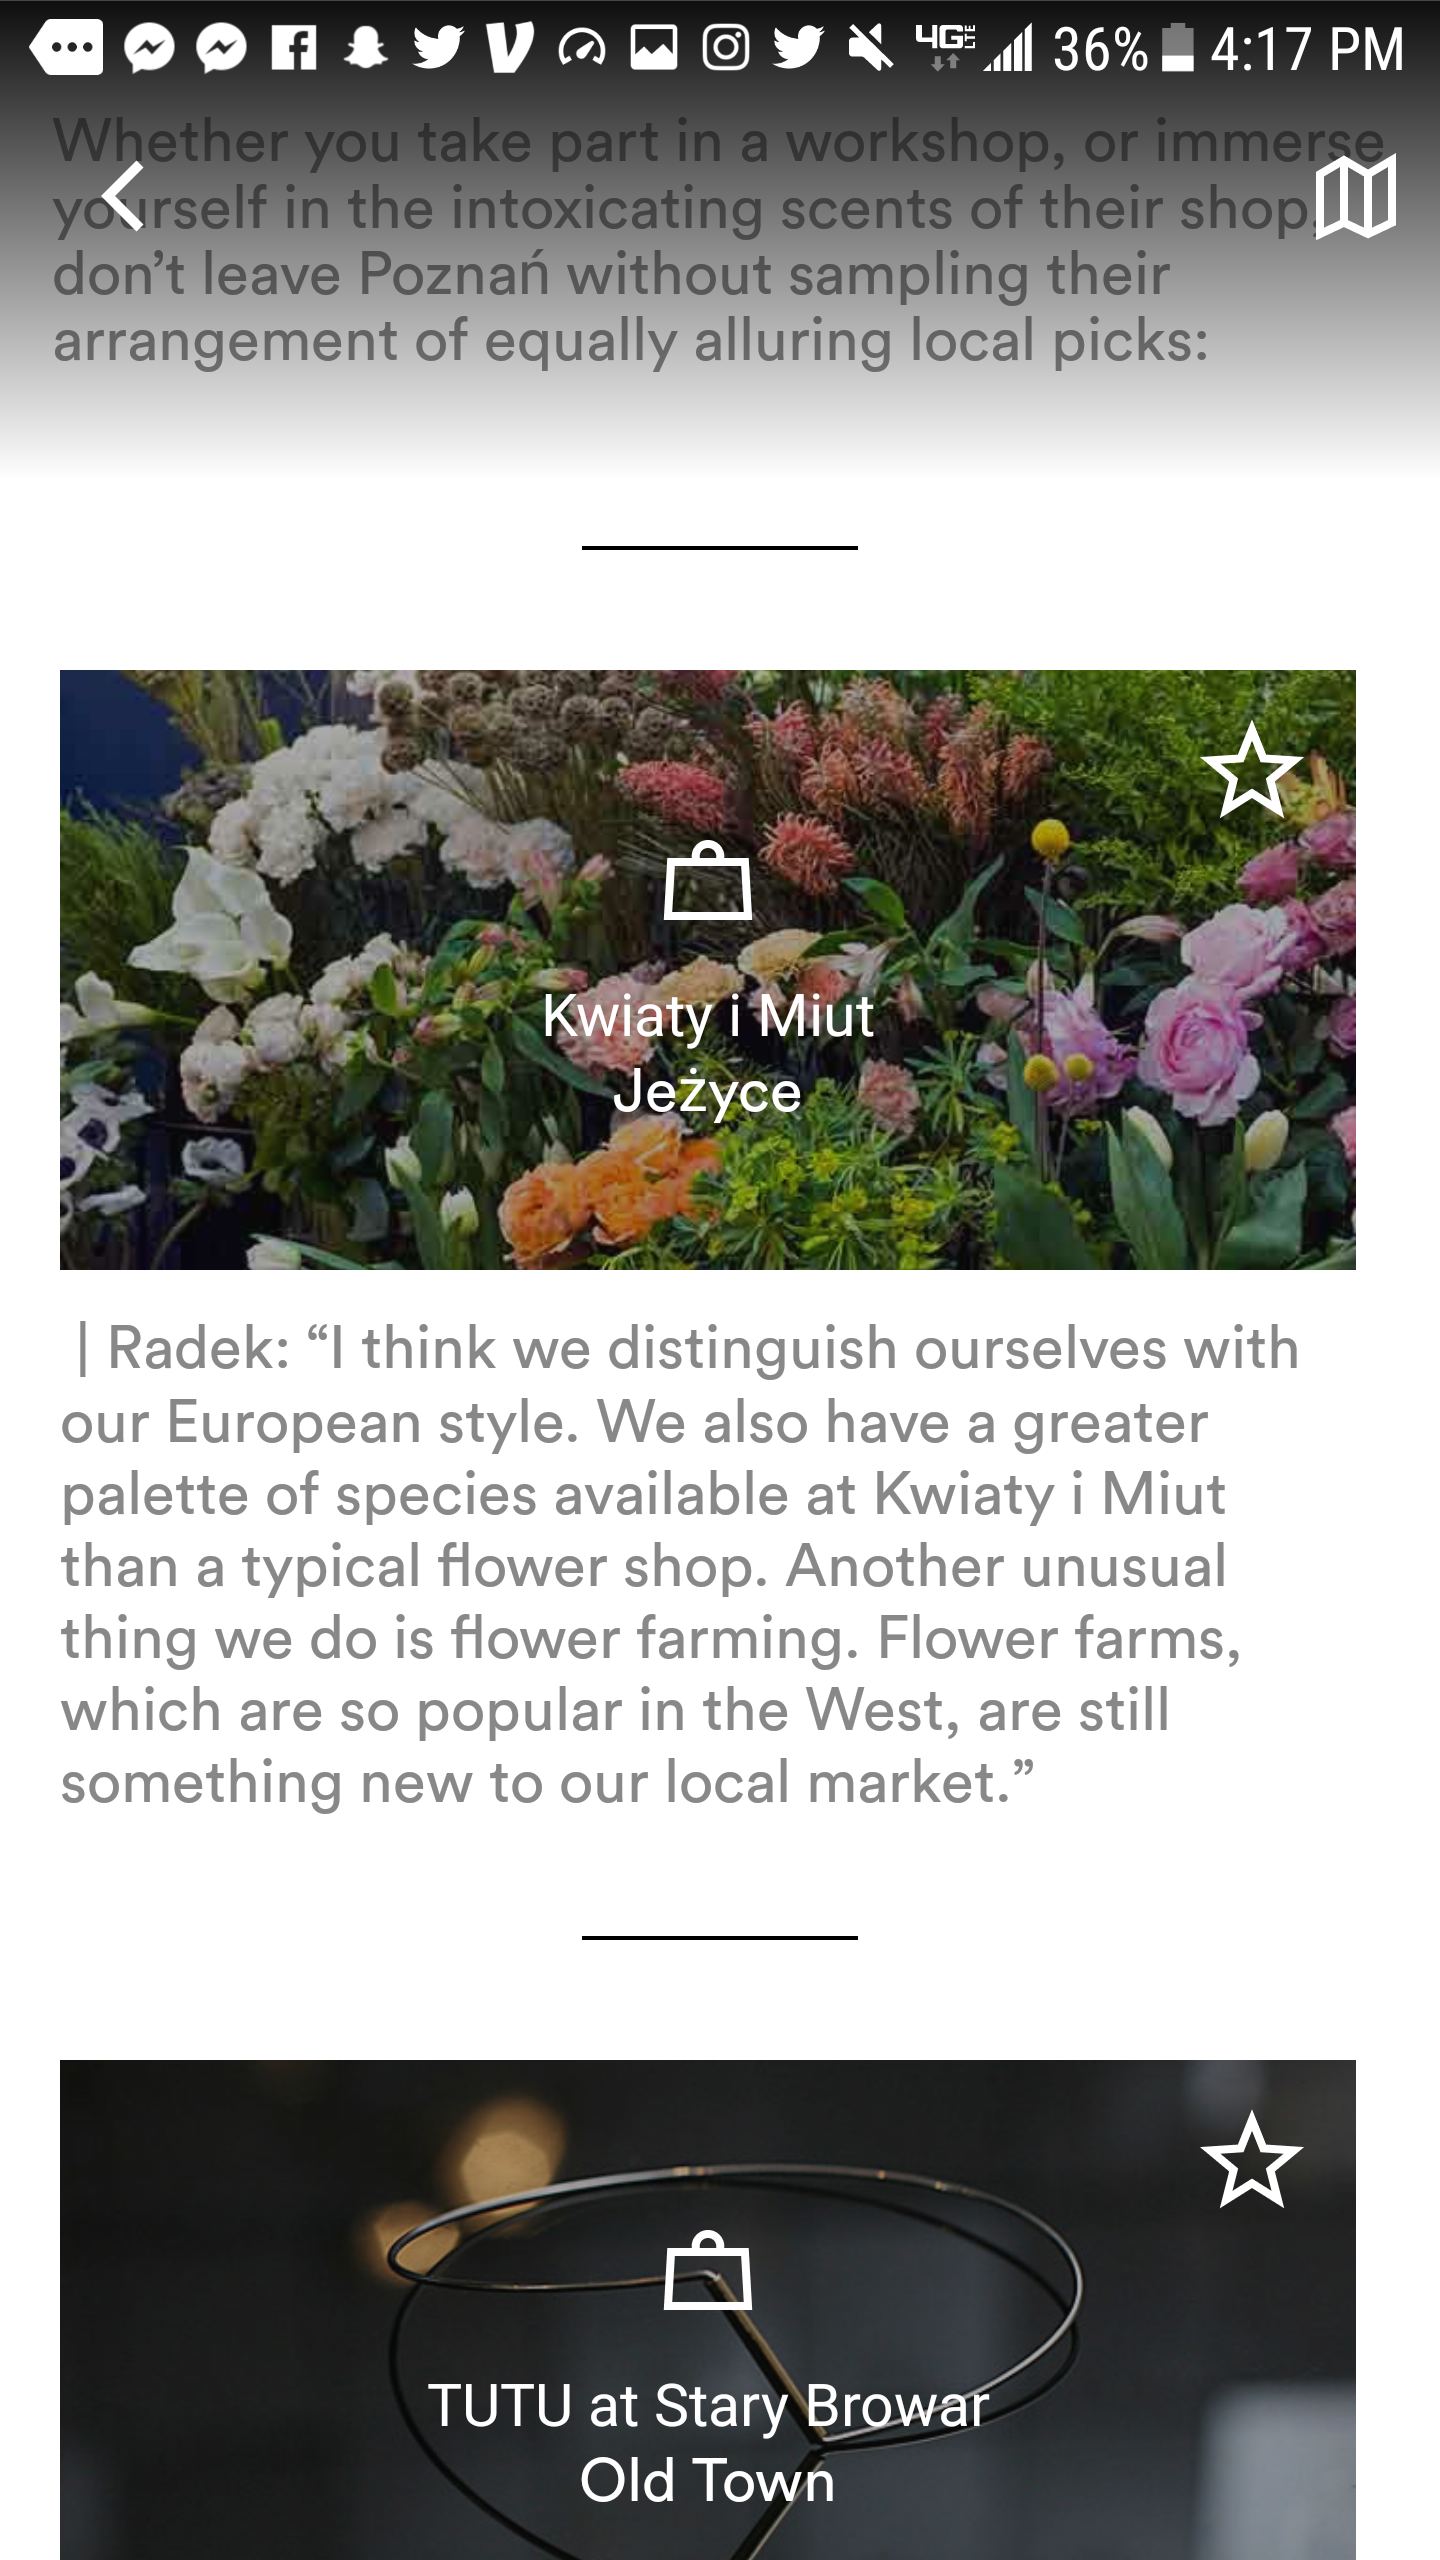 4G LTE 36% 4:17 PM
Whether you take part in a workshop, or immerse
yourself in the intoxicating scents of their shop,
don’t leave Poznań without sampling their
arrangement of equally alluring local picks:
Kwiaty i Miut
Jeżyce
| Radek: “I think we distinguish ourselves with
our European style. We also have a greater
palette of species available at Kwiaty i Miut
than a typical flower shop. Another unusual
thing we do is flower farming. Flower farms,
which are so popular in the West, are still
something new to our local market.”
TUTU at Stary Browar
Old Town